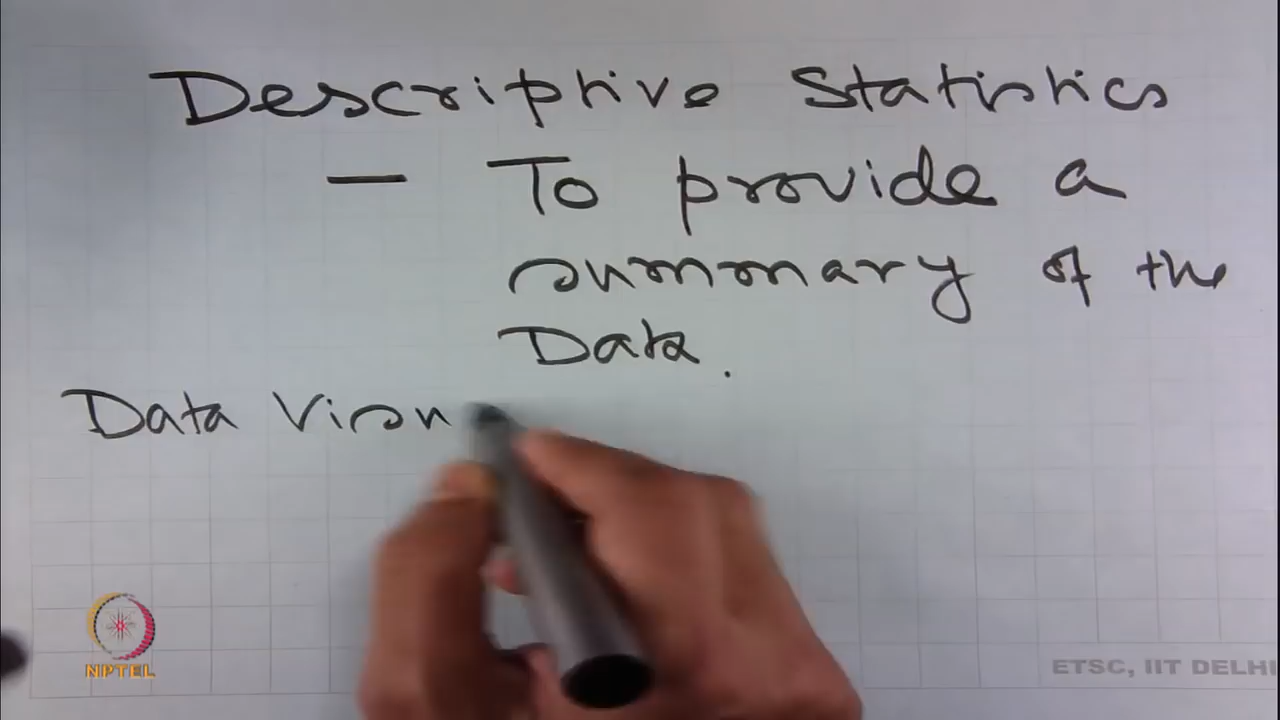 Descriptive Statistics
— To provide a
summary of the
Data.
Data Visu
NPTEL
ETSC, IIT DELHI